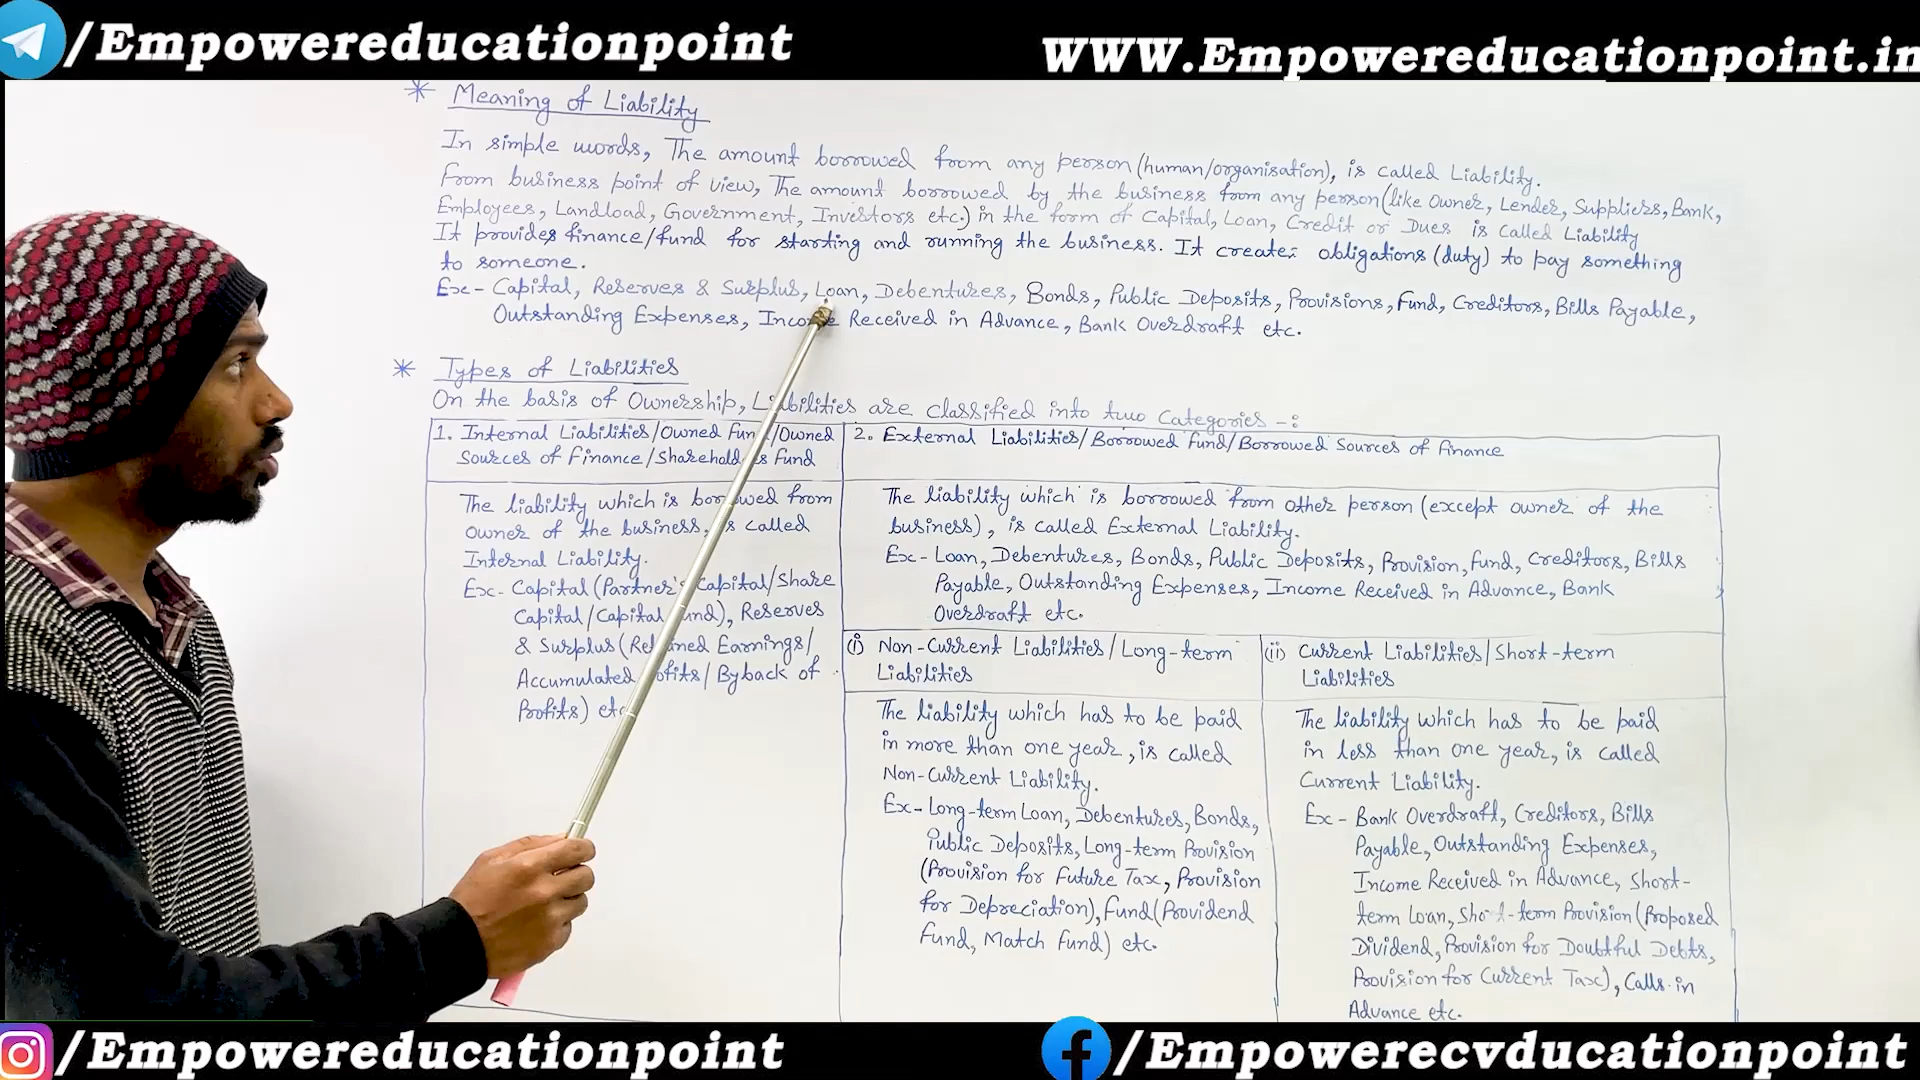 /Empowereducationpoint
WWW.Empowereducationpoint.in
* Meaning of Liability
In simple words, The amount borrowed from any person (human/organisation), is called Liability.
From business point of view, The amount borrowed by the business from any person (like Owner, Lender, Suppliers, Bank,
Employees, Landload, Government, Investors etc.) in the form of Capital, Loan, Credit or Dues is called Liability
It provides finance/fund for starting and running the business. It creates obligations (duty) to pay something
to someone.
Ex- Capital, Reserves & Surplus, Loan, Debentures, Bonds, Public Deposits, Provisions, Fund, Creditors, Bills Payable,
Outstanding Expenses, Income Received in Advance, Bank Overdraft etc.
* Types of Liabilities
On the basis of Ownership, Liabilities are classified into two Categories -:
1. Internal Liabilities/Owned Fund/Owned
Sources of Finance/Shareholders Fund
2. External Liabilities/Borrowed Fund/Borrowed Sources of Finance
The liability which is borrowed from
owner of the business, is called
Internal Liability.
Ex- Capital (Partner's Capital/Share
Capital/Capital Fund), Reserves
& Surplus (Retained Earnings/
Accumulated Profits/Byback of
Profits) etc
The liability which is borrowed from other person (except owner of the
business), is called External Liability.
Ex- Loan, Debentures, Bonds, Public Deposits, Provision, Fund, Creditors, Bills
Payable, Outstanding Expenses, Income Received in Advance, Bank
Overdraft etc.
(i) Non-Current Liabilities/Long-term
Liabilities
The liability which has to be paid
in more than one year, is called
Non-Current Liability.
Ex- Long-term Loan, Debentures, Bonds,
Public Deposits, Long-term Provision
(Provision for Future Tax, Provision
for Depreciation), Fund (Providend
Fund, Match Fund) etc.
(ii) Current Liabilities/Short-term
Liabilities
The liability which has to be paid
in less than one year, is called
Current Liability.
Ex- Bank Overdraft, Creditors, Bills
Payable, Outstanding Expenses,
Income Received in Advance, Short-
term Loan, Short-term Provision (Proposed
Dividend, Provision for Doubtful Debts,
Provision for Current Tax), Calls-in
Advance etc.
/Empowereducationpoint
/Empowerecvducationpoint